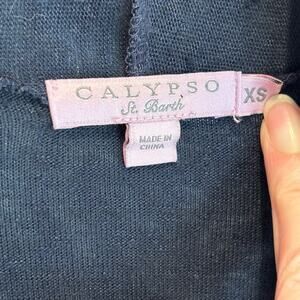 CALYPSO
St. Barth
XS
MADE IN
CHINA